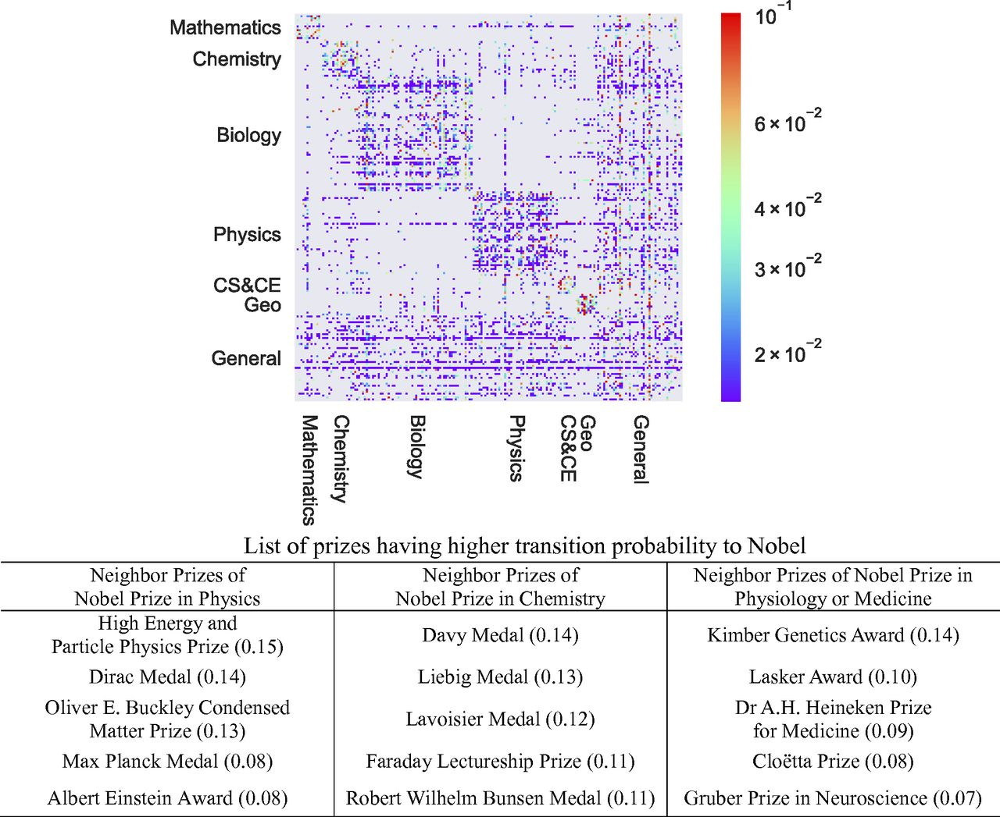 Mathematics
Chemistry
Biology
Physics
CS&CE
Geo
General
10⁻¹
6 × 10⁻²
4 × 10⁻²
3 × 10⁻²
2 × 10⁻²
Mathematics
Chemistry
Biology
Physics
CS&CE
Geo
General
List of prizes having higher transition probability to Nobel
Neighbor Prizes of
Nobel Prize in Physics
Neighbor Prizes of
Nobel Prize in Chemistry
Neighbor Prizes of Nobel Prize in
Physiology or Medicine
High Energy and
Particle Physics Prize (0.15)
Davy Medal (0.14)
Kimber Genetics Award (0.14)
Dirac Medal (0.14)
Liebig Medal (0.13)
Lasker Award (0.10)
Oliver E. Buckley Condensed
Matter Prize (0.13)
Lavoisier Medal (0.12)
Dr A.H. Heineken Prize
for Medicine (0.09)
Max Planck Medal (0.08)
Faraday Lectureship Prize (0.11)
Cloëtta Prize (0.08)
Albert Einstein Award (0.08)
Robert Wilhelm Bunsen Medal (0.11)
Gruber Prize in Neuroscience (0.07)